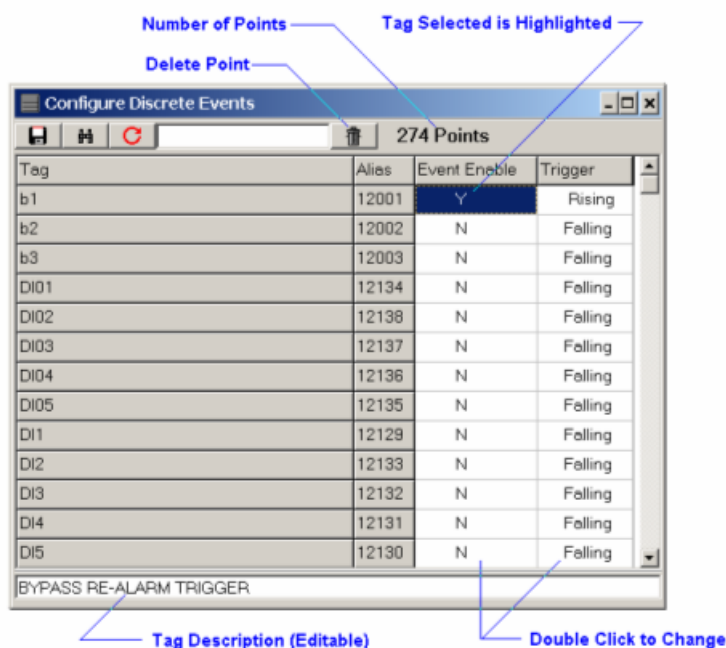 Number of Points
Tag Selected is Highlighted
Delete Point
Configure Discrete Events
274 Points
Tag Alias Event Enable Trigger
b1 12001 Y Rising
b2 12002 N Falling
b3 12003 N Falling
DI01 12134 N Falling
DI02 12138 N Falling
DI03 12137 N Falling
DI04 12136 N Falling
DI05 12135 N Falling
DI1 12129 N Falling
DI2 12133 N Falling
DI3 12132 N Falling
DI4 12131 N Falling
DI5 12130 N Falling
BYPASS RE-ALARM TRIGGER
Tag Description (Editable)
Double Click to Change